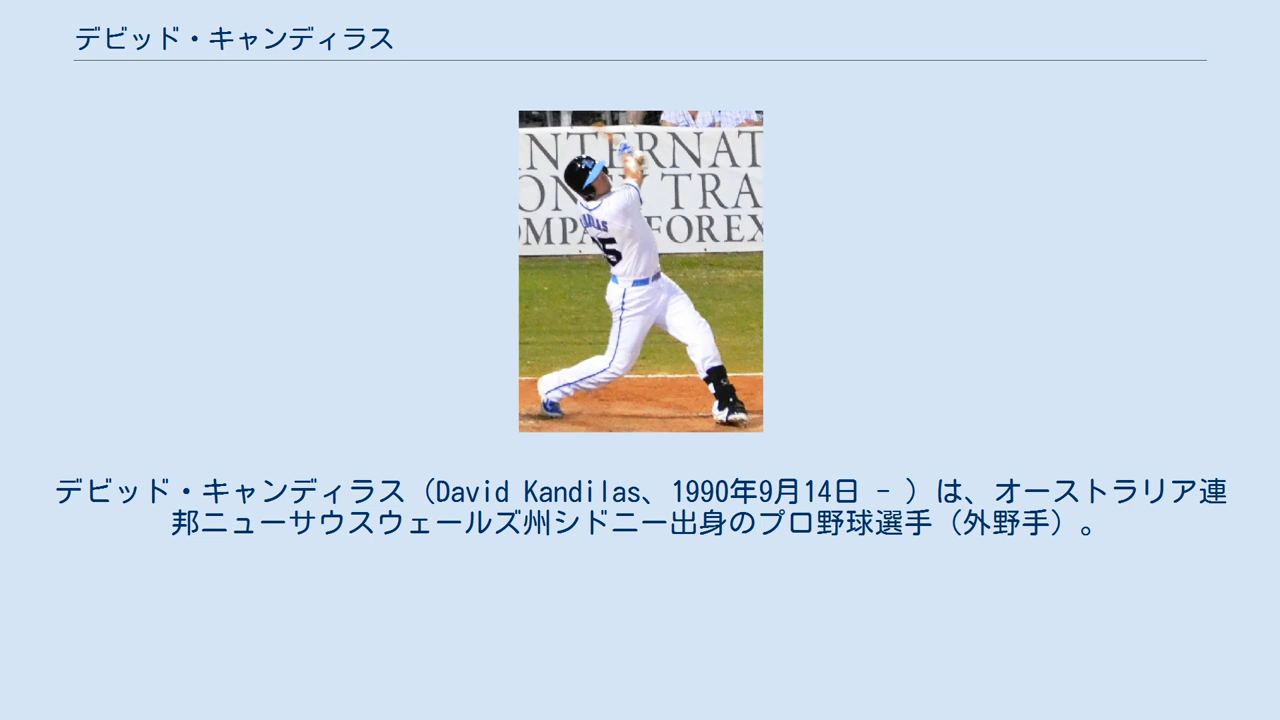 デビッド・キャンディラス
INTERNAT
TRA
FOREX
デビッド・キャンディラス（David Kandilas、1990年9月14日 - ）は、オーストラリア連
邦ニューサウスウェールズ州シドニー出身のプロ野球選手（外野手）。